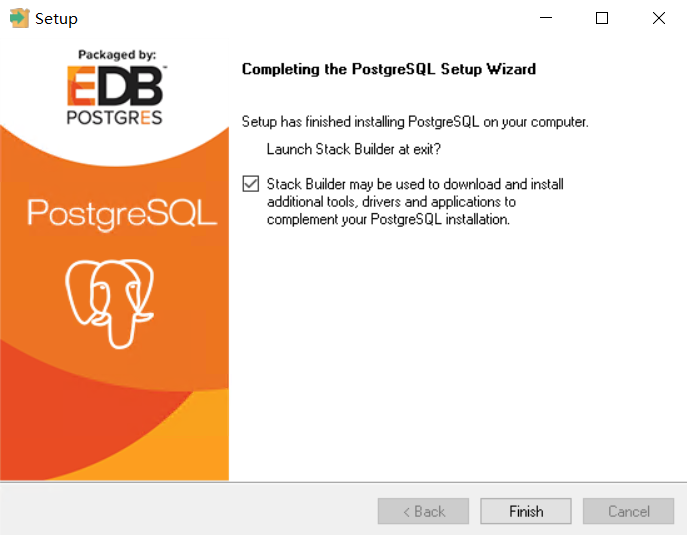 Setup
Packaged by:
EDB
POSTGRES
PostgreSQL
Completing the PostgreSQL Setup Wizard
Setup has finished installing PostgreSQL on your computer.
Launch Stack Builder at exit?
Stack Builder may be used to download and install
additional tools, drivers and applications to
complement your PostgreSQL installation.
< Back
Finish
Cancel